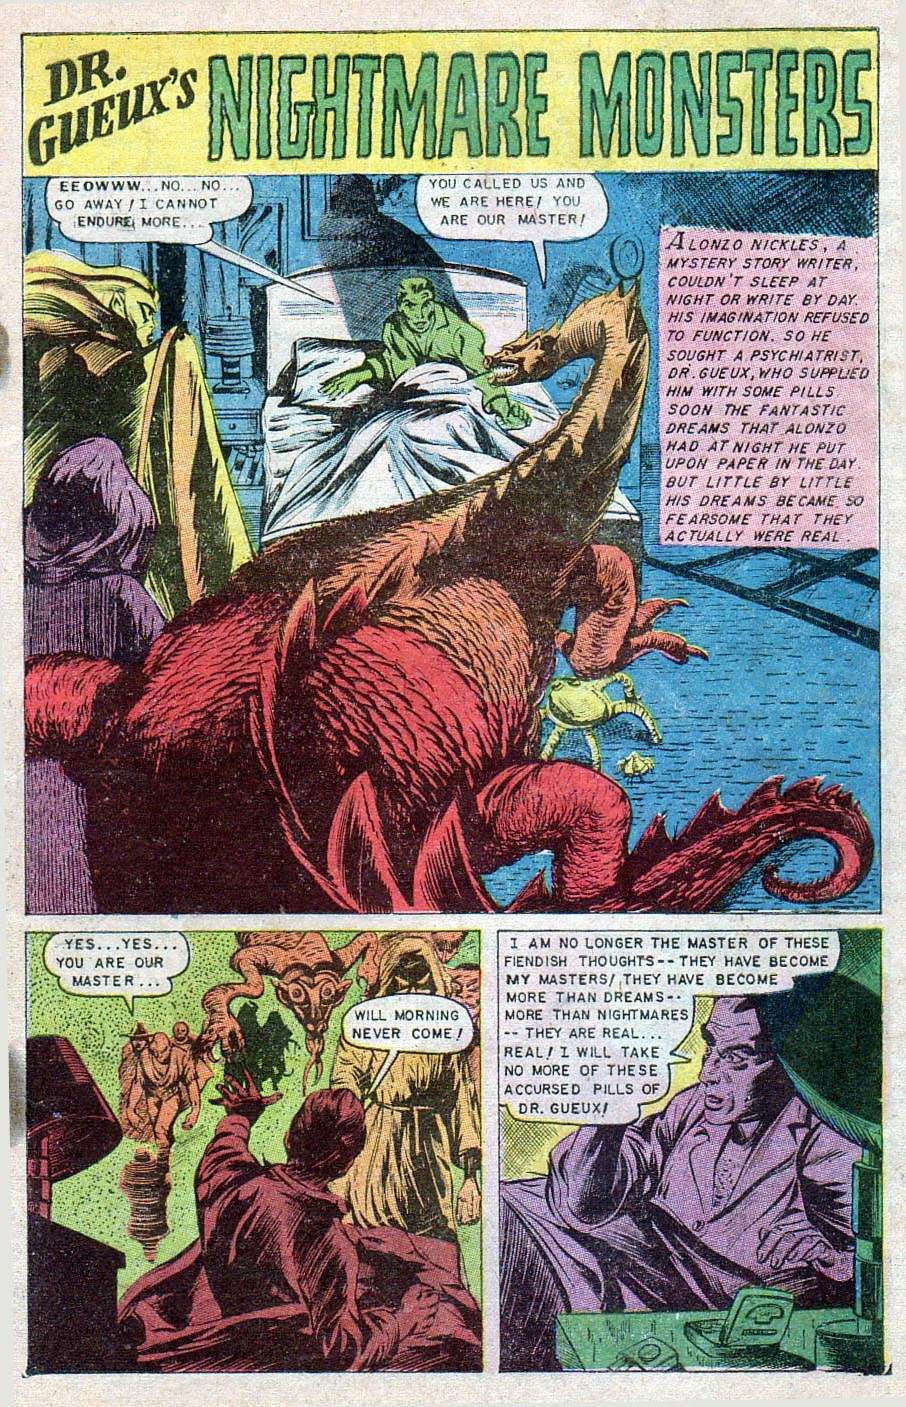 DR.
GUEUX'S
NIGHTMARE MONSTERS
EEOWWW...NO...NO...
GO AWAY! I CANNOT
ENDURE MORE...
YOU CALLED US AND
WE ARE HERE! YOU
ARE OUR MASTER!
ALONZO NICKLES, A
MYSTERY STORY WRITER,
COULDN'T SLEEP AT
NIGHT OR WRITE BY DAY.
HIS IMAGINATION REFUSED
TO FUNCTION. SO HE
SOUGHT A PSYCHIATRIST,
DR. GUEUX, WHO SUPPLIED
HIM WITH SOME PILLS
SOON THE FANTASTIC
DREAMS THAT ALONZO
HAD AT NIGHT HE PUT
UPON PAPER IN THE DAY.
BUT LITTLE BY LITTLE
HIS DREAMS BECAME SO
FEARSOME THAT THEY
ACTUALLY WERE REAL.
YES...YES...
YOU ARE OUR
MASTER...
WILL MORNING
NEVER COME!
I AM NO LONGER THE MASTER OF THESE
FIENDISH THOUGHTS -- THEY HAVE BECOME
MY MASTERS! THEY HAVE BECOME
MORE THAN DREAMS--
MORE THAN NIGHTMARES
-- THEY ARE REAL...
REAL! I WILL TAKE
NO MORE OF THESE
ACCURSED PILLS OF
DR. GUEUX!